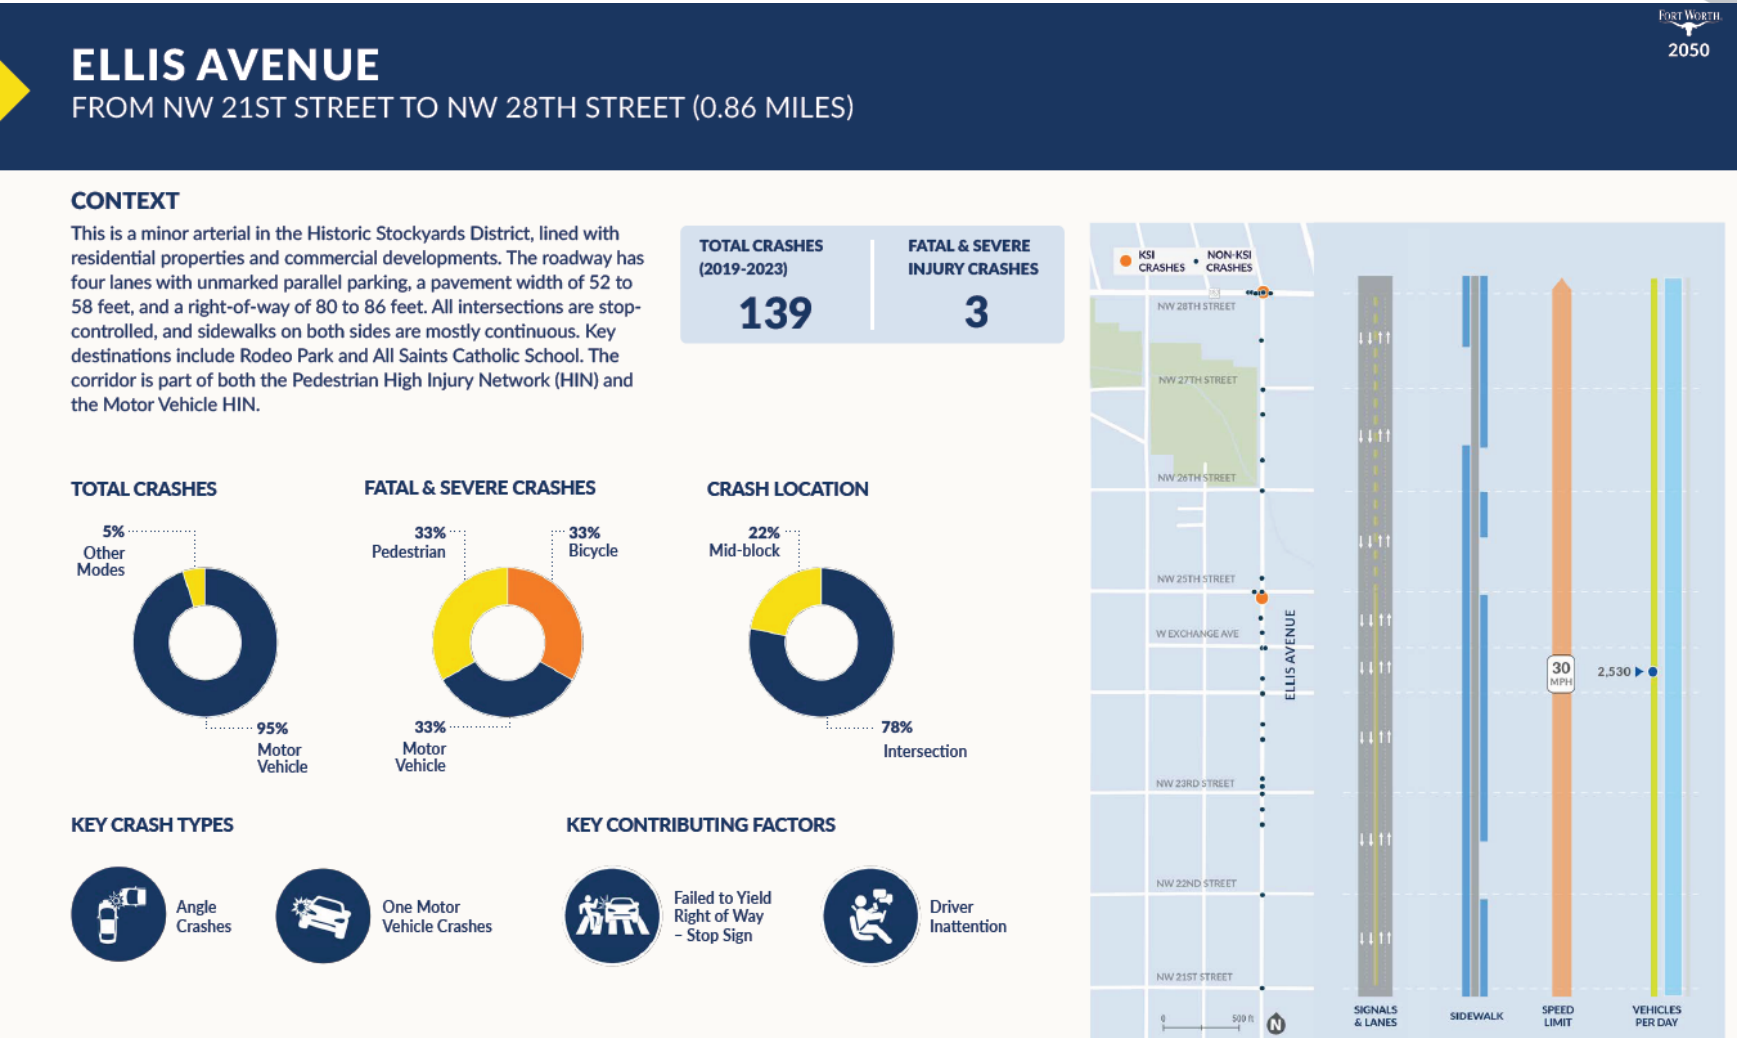 FORT WORTH.
2050
ELLIS AVENUE
FROM NW 21ST STREET TO NW 28TH STREET (0.86 MILES)
CONTEXT
This is a minor arterial in the Historic Stockyards District, lined with
residential properties and commercial developments. The roadway has
four lanes with unmarked parallel parking, a pavement width of 52 to
58 feet, and a right-of-way of 80 to 86 feet. All intersections are stop-
controlled, and sidewalks on both sides are mostly continuous. Key
destinations include Rodeo Park and All Saints Catholic School. The
corridor is part of both the Pedestrian High Injury Network (HIN) and
the Motor Vehicle HIN.
TOTAL CRASHES
(2019-2023)
139
FATAL & SEVERE
INJURY CRASHES
3
TOTAL CRASHES
5%
Other
Modes
95%
Motor
Vehicle
FATAL & SEVERE CRASHES
33%
Pedestrian
33%
Bicycle
33%
Motor
Vehicle
CRASH LOCATION
22%
Mid-block
78%
Intersection
KEY CRASH TYPES
Angle
Crashes
One Motor
Vehicle Crashes
KEY CONTRIBUTING FACTORS
Failed to Yield
Right of Way
– Stop Sign
Driver
Inattention
KSI
CRASHES
NON-KSI
CRASHES
NW 28TH STREET
NW 27TH STREET
NW 26TH STREET
NW 25TH STREET
W EXCHANGE AVE
ELLIS AVENUE
NW 23RD STREET
NW 22ND STREET
NW 21ST STREET
0 500 ft
N
30
MPH
2,530
SIGNALS
& LANES
SIDEWALK
SPEED
LIMIT
VEHICLES
PER DAY